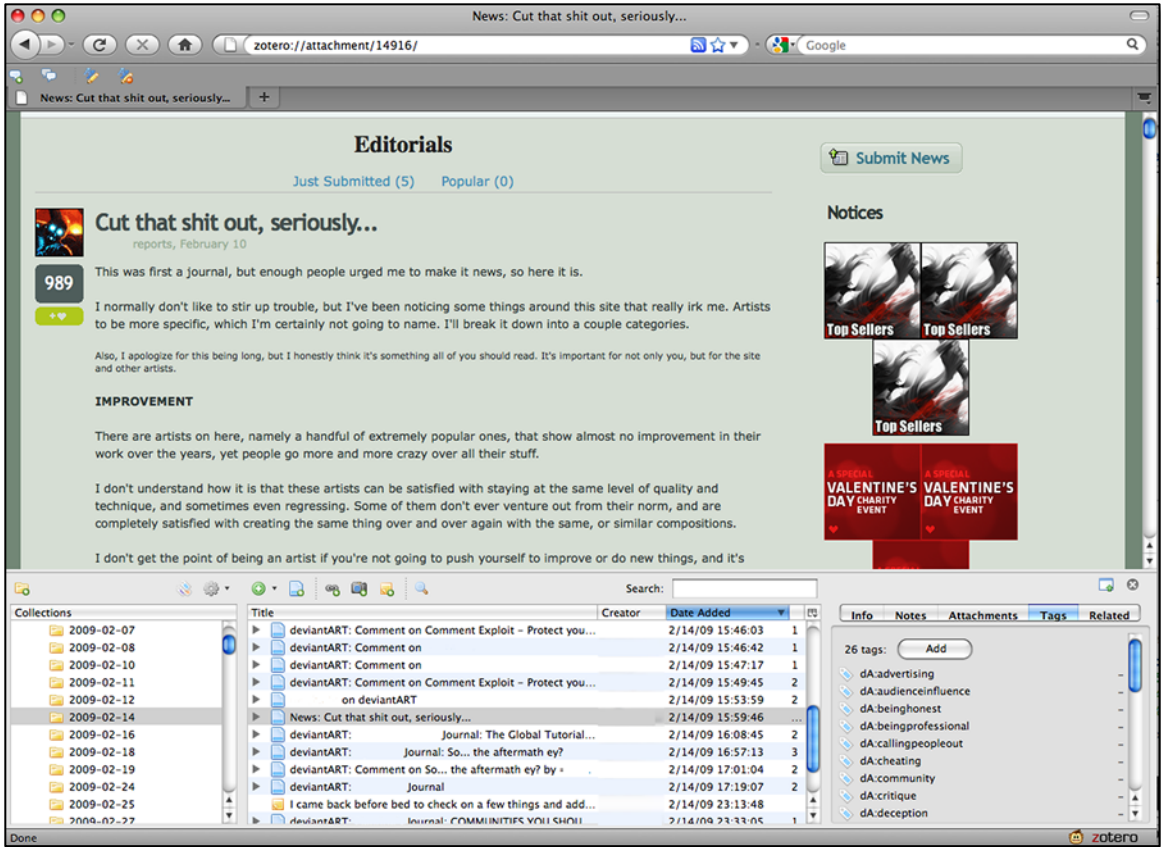 News: Cut that shit out, seriously...
zotero://attachment/14916/
Google
News: Cut that shit out, seriously...
+
Editorials
Just Submitted (5) Popular (0)
Cut that shit out, seriously...
reports, February 10
989
+
This was first a journal, but enough people urged me to make it news, so here it is.
I normally don't like to stir up trouble, but I've been noticing some things around this site that really irk me. Artists
to be more specific, which I'm certainly not going to name. I'll break it down into a couple categories.
Also, I apologize for this being long, but I honestly think it's something all of you should read. It's important for not only you, but for the site
and other artists.
IMPROVEMENT
There are artists on here, namely a handful of extremely popular ones, that show almost no improvement in their
work over the years, yet people go more and more crazy over all their stuff.
I don't understand how it is that these artists can be satisfied with staying at the same level of quality and
technique, and sometimes even regressing. Some of them don't ever venture out from their norm, and are
completely satisfied with creating the same thing over and over again with the same, or similar compositions.
I don't get the point of being an artist if you're not going to push yourself to improve or do new things, and it's
Submit News
Notices
Top Sellers Top Sellers
Top Sellers
A SPECIAL
VALENTINE'S VALENTINE'S
DAY CHARITY EVENT DAY CHARITY EVENT
Search:
Collections
2009-02-07
2009-02-08
2009-02-10
2009-02-11
2009-02-12
2009-02-14
2009-02-16
2009-02-18
2009-02-19
2009-02-24
2009-02-25
2009-02-27
Title Creator Date Added
deviantART: Comment on Comment Exploit – Protect you... 2/14/09 15:46:03 1
deviantART: Comment on 2/14/09 15:46:42 1
deviantART: Comment on 2/14/09 15:47:17 1
deviantART: Comment on Comment Exploit – Protect you... 2/14/09 15:49:45 2
on deviantART 2/14/09 15:53:59 2
News: Cut that shit out, seriously... 2/14/09 15:59:46 ...
deviantART: Journal: The Global Tutorial... 2/14/09 16:08:45 2
deviantART: Journal: So... the aftermath ey? 2/14/09 16:57:13 3
deviantART: Comment on So... the aftermath ey? by 2/14/09 17:01:04 2
deviantART: Journal 2/14/09 17:19:07 2
I came back before bed to check on a few things and add... 2/14/09 23:13:48
deviantART: Journal: COMMUNITIES YOU SHOU... 2/14/09 23:33:05 1
Info Notes Attachments Tags Related
26 tags: Add
dA:advertising
dA:audienceinfluence
dA:beinghonest
dA:beingprofessional
dA:callingpeopleout
dA:cheating
dA:community
dA:critique
dA:deception
Done
zotero